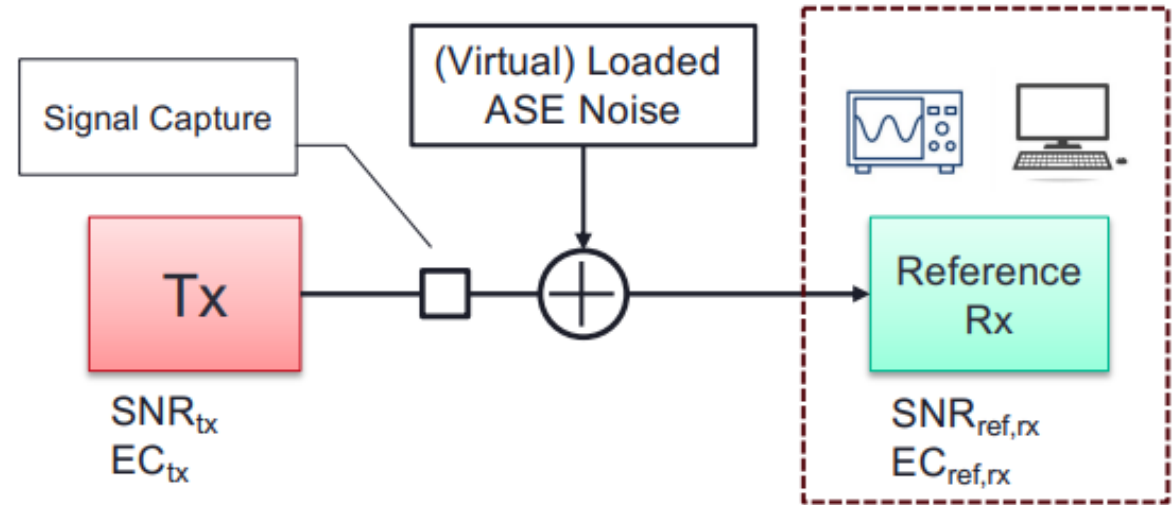 (Virtual) Loaded
ASE Noise
Signal Capture
Tx
Reference
Rx
SNRtx
ECtx
SNRref,rx
ECref,rx